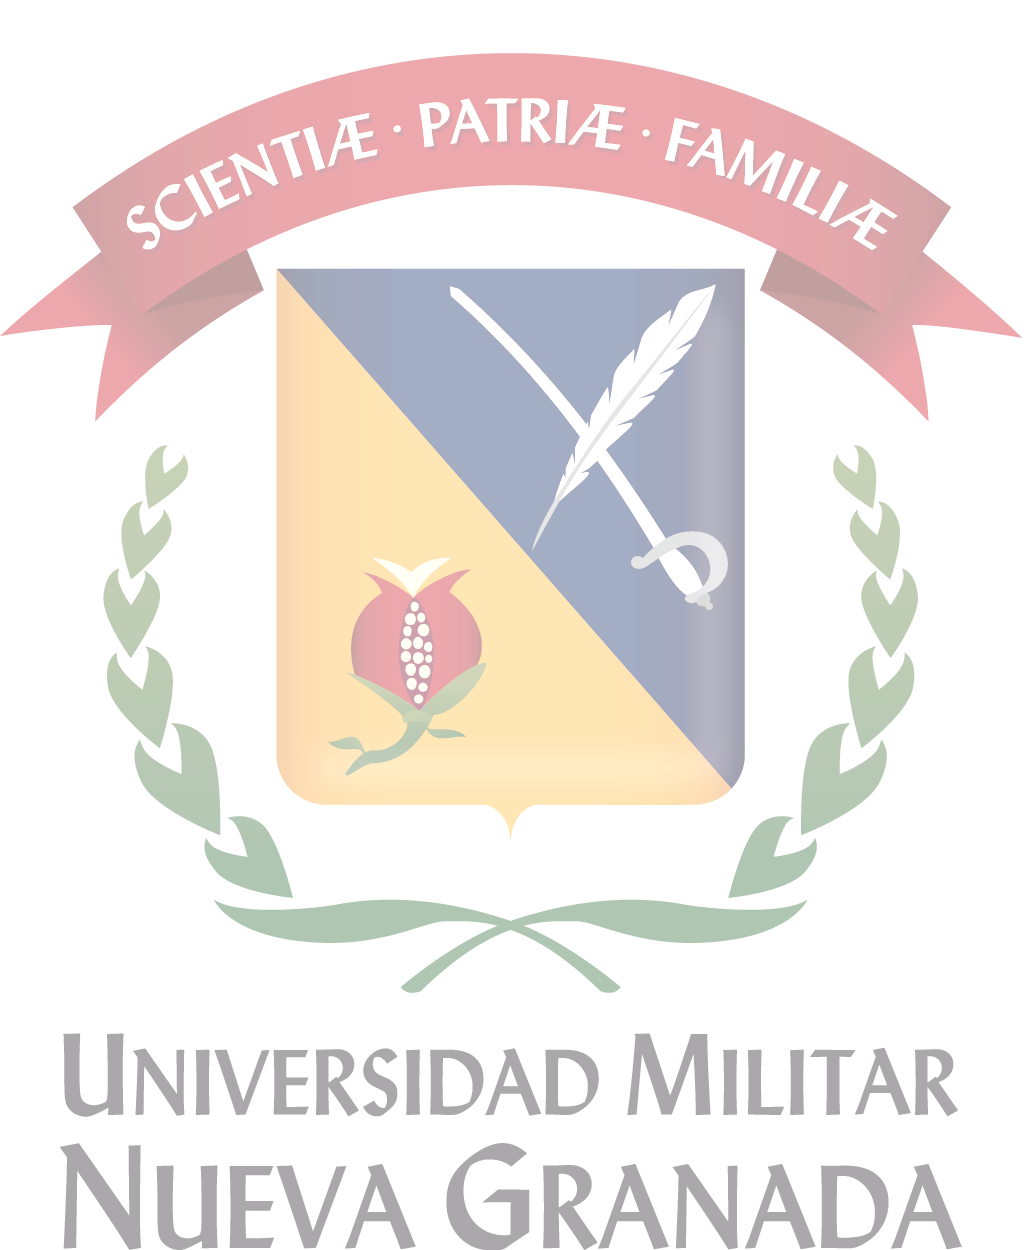 SCIENTIÆ · PATRIÆ · FAMILIÆ
UNIVERSIDAD MILITAR
NUEVA GRANADA